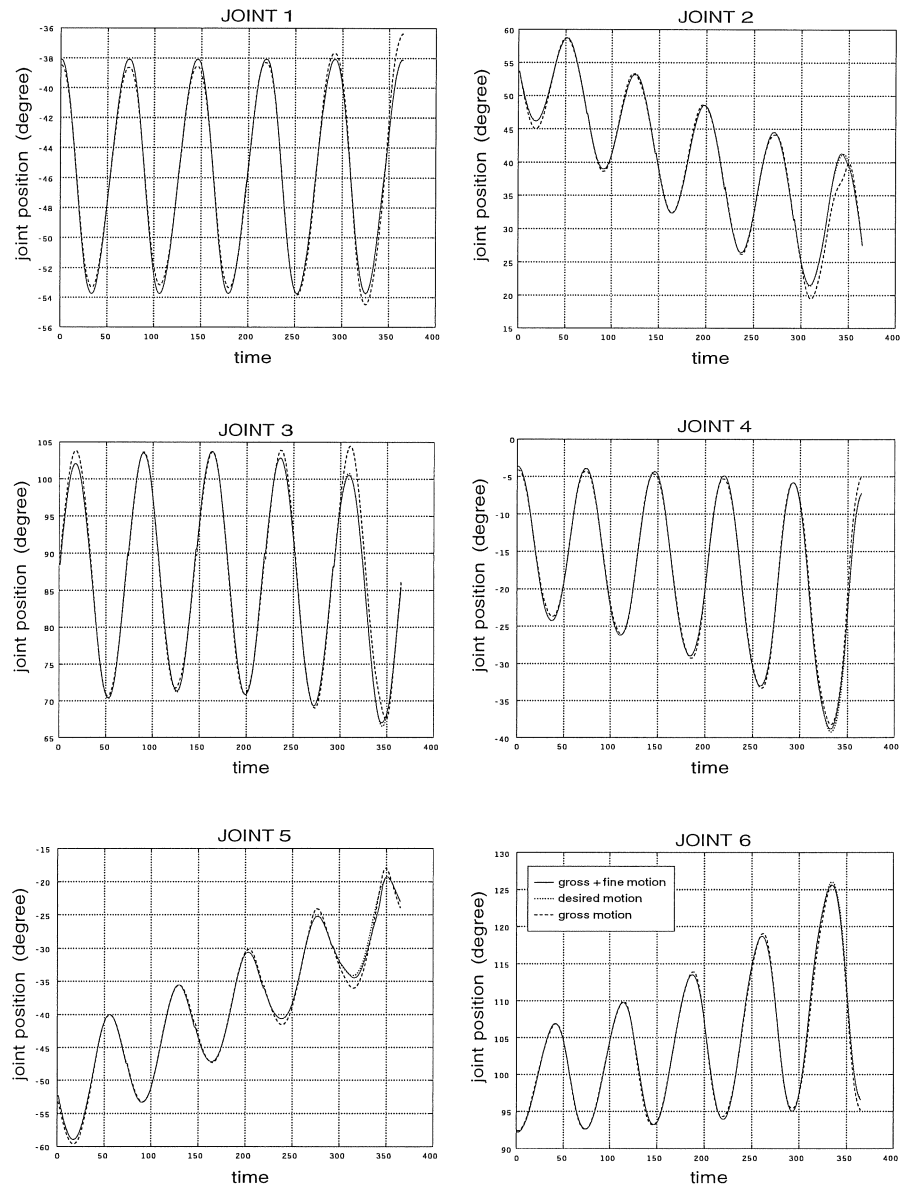 JOINT 1
-36
-38
-40
-42
-44
-46
-48
-50
-52
-54
-56
joint position (degree)
0 50 100 150 200 250 300 350 400
time
JOINT 2
60
55
50
45
40
35
30
25
20
15
joint position (degree)
0 50 100 150 200 250 300 350 400
time
JOINT 3
105
100
95
90
85
80
75
70
65
joint position (degree)
0 50 100 150 200 250 300 350 400
time
JOINT 4
0
-5
-10
-15
-20
-25
-30
-35
-40
joint position (degree)
0 50 100 150 200 250 300 350 400
time
JOINT 5
-15
-20
-25
-30
-35
-40
-45
-50
-55
-60
joint position (degree)
0 50 100 150 200 250 300 350 400
time
JOINT 6
130
125
120
115
110
105
100
95
90
joint position (degree)
gross + fine motion
desired motion
gross motion
0 50 100 150 200 250 300 350 400
time